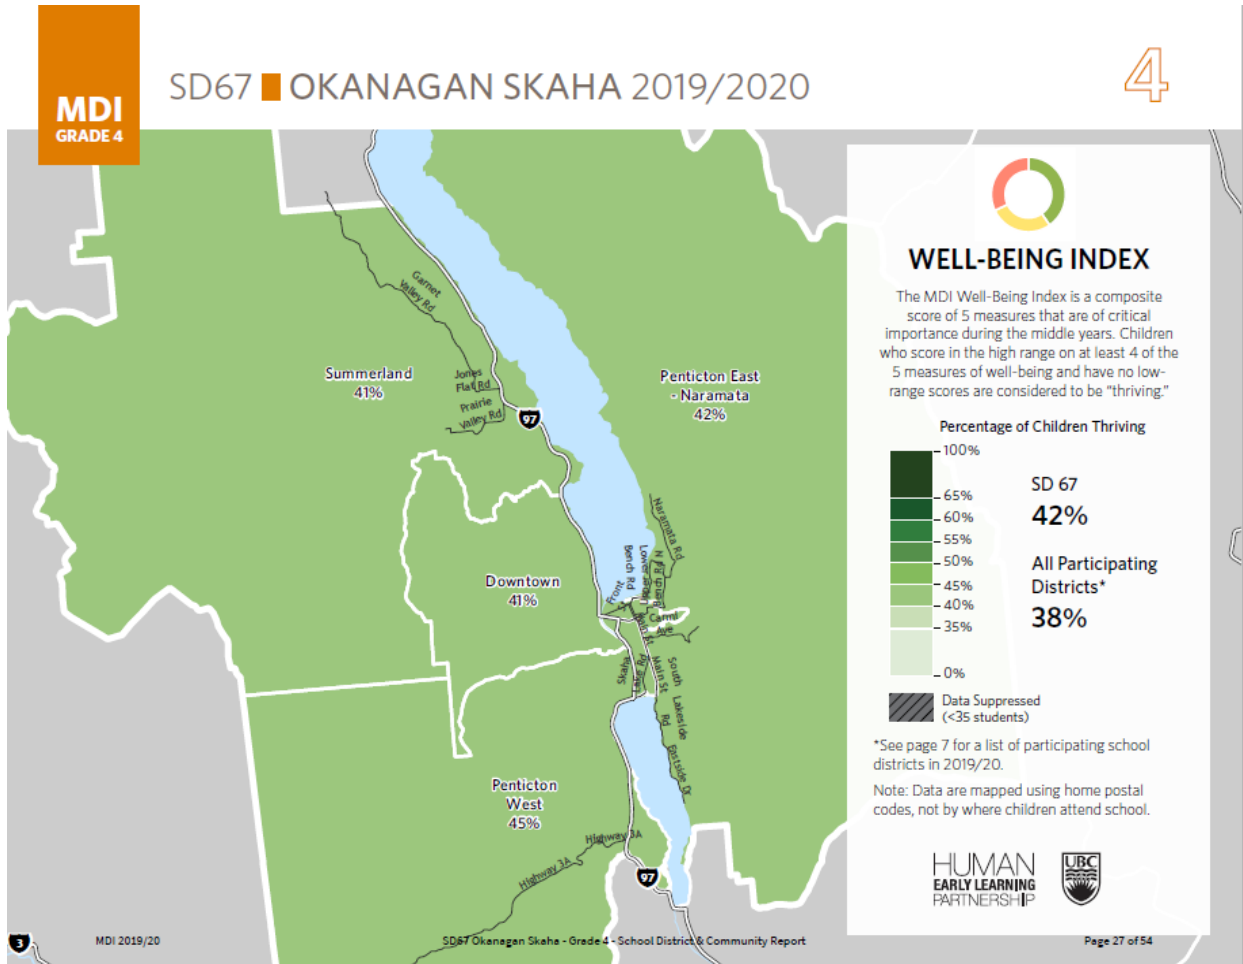 MDI
GRADE 4
SD67 OKANAGAN SKAHA 2019/2020
4
Garnet
Valley Rd
Summerland
41%
Jones
Flat Rd
Prairie
Valley Rd
97
Penticton East
- Naramata
42%
Naramata Rd
Lower
Bench Rd
Upper
N
Bench Rd
Front
St
Downtown
41%
Carmi
Ave
Main St
Skaha
Lake Rd
Main St
South
Lakeside
Rd
Eastside Dr
Penticton
West
45%
Highway 3A
Highway 3A
97
3
WELL-BEING INDEX
The MDI Well-Being Index is a composite
score of 5 measures that are of critical
importance during the middle years. Children
who score in the high range on at least 4 of the
5 measures of well-being and have no low-
range scores are considered to be “thriving.”
Percentage of Children Thriving
100%
65%
60%
55%
50%
45%
40%
35%
0%
SD 67
42%
All Participating
Districts*
38%
Data Suppressed
(<35 students)
*See page 7 for a list of participating school
districts in 2019/20.
Note: Data are mapped using home postal
codes, not by where children attend school.
HUMAN
EARLY LEARNING
PARTNERSHIP
UBC
MDI 2019/20
SD67 Okanagan Skaha - Grade 4 - School District & Community Report
Page 27 of 54